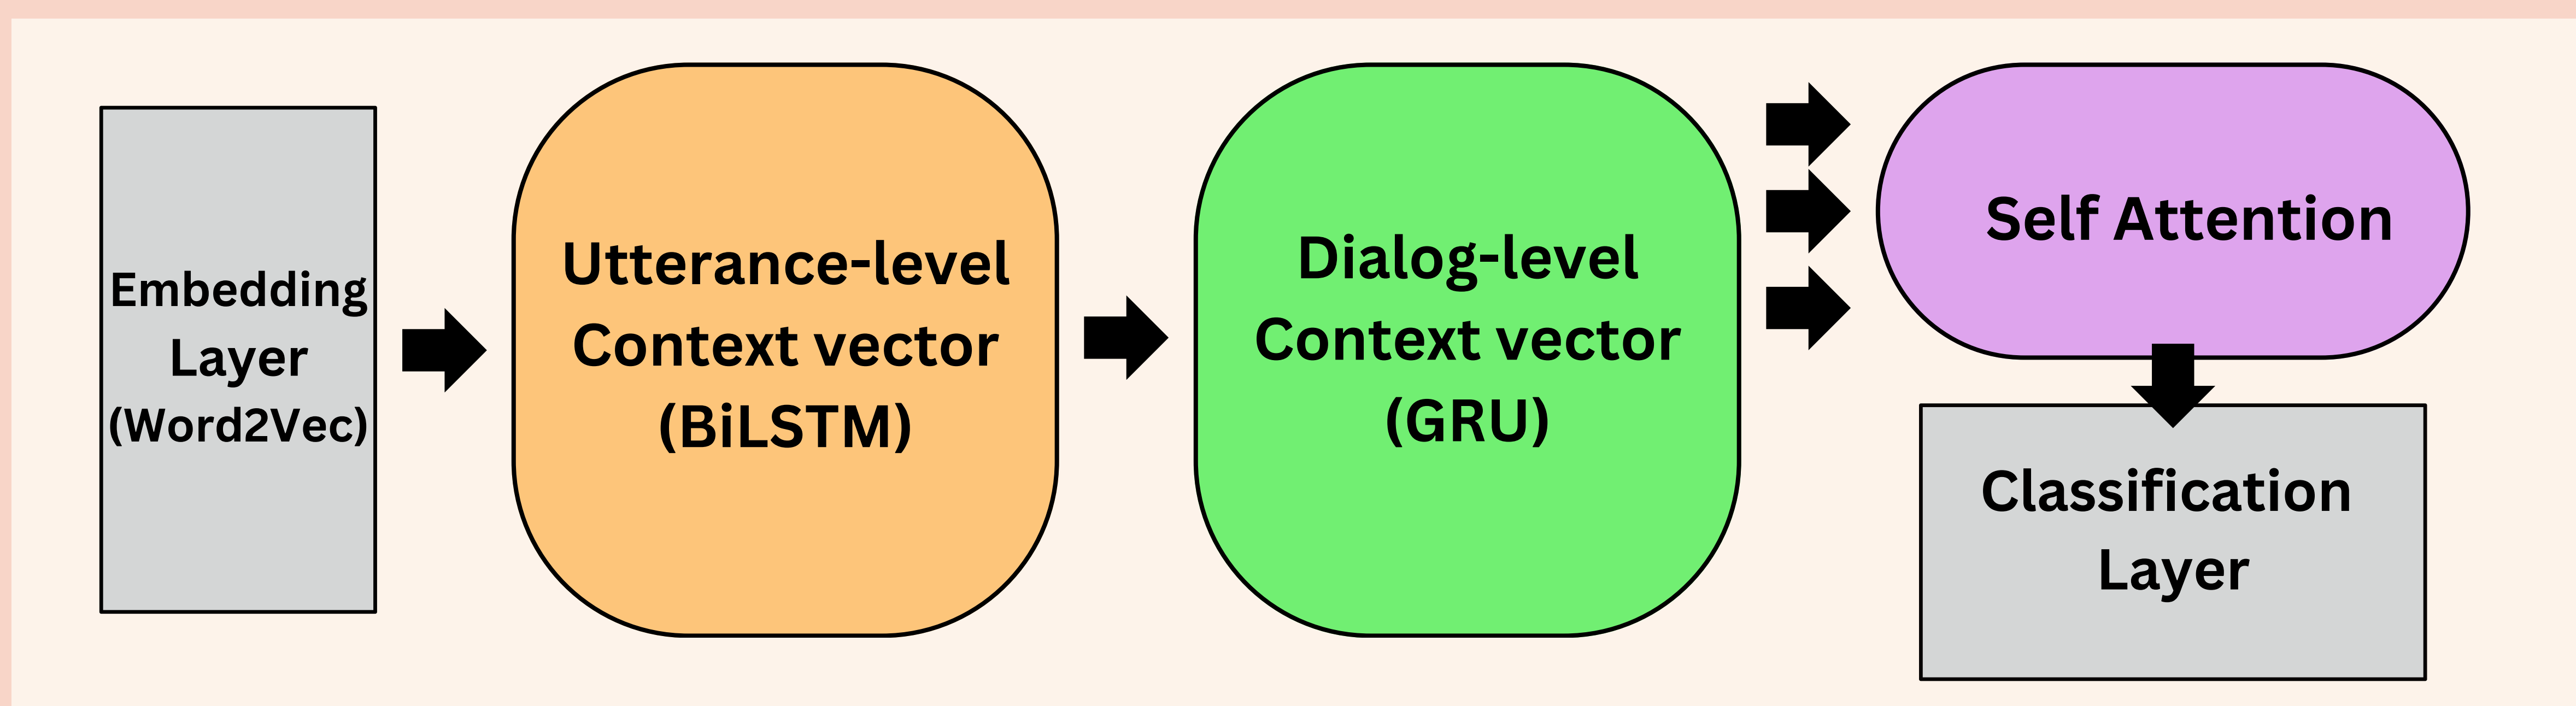 Embedding
Layer
(Word2Vec)
Utterance-level
Context vector
(BiLSTM)
Dialog-level
Context vector
(GRU)
Self Attention
Classification
Layer